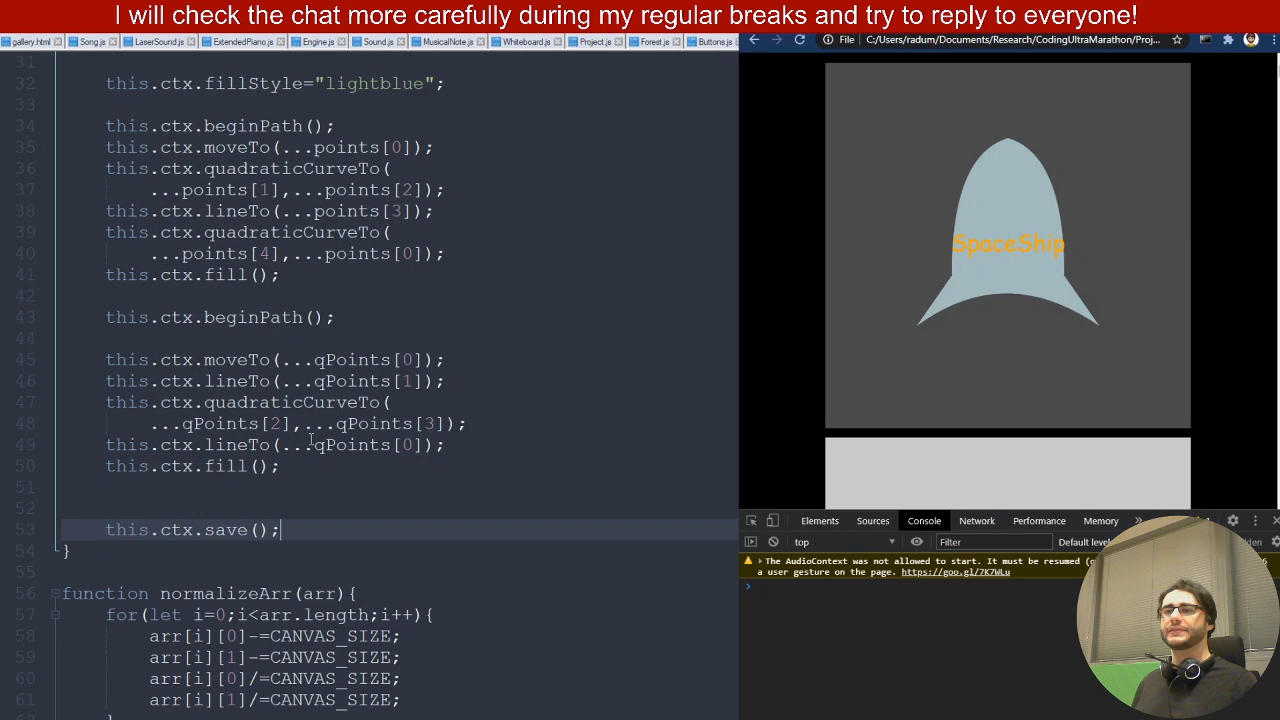 I will check the chat more carefully during my regular breaks and try to reply to everyone!
gallery.html Song.js LaserSound.js ExtendedPiano.js Engine.js Sound.js MusicalNote.js Whiteboard.js Project.js Forest.js Buttons.js
File C:/Users/radum/Documents/Research/CodingUltraMarathon/Proj...
31
32 this.ctx.fillStyle="lightblue";
33
34 this.ctx.beginPath();
35 this.ctx.moveTo(...points[0]);
36 this.ctx.quadraticCurveTo(
37 ...points[1],...points[2]);
38 this.ctx.lineTo(...points[3]);
39 this.ctx.quadraticCurveTo(
40 ...points[4],...points[0]);
41 this.ctx.fill();
42
43 this.ctx.beginPath();
44
45 this.ctx.moveTo(...qPoints[0]);
46 this.ctx.lineTo(...qPoints[1]);
47 this.ctx.quadraticCurveTo(
48 ...qPoints[2],...qPoints[3]);
49 this.ctx.lineTo(...qPoints[0]);
50 this.ctx.fill();
51
52
53 this.ctx.save();
54 }
55
56 function normalizeArr(arr){
57 for(let i=0;i<arr.length;i++){
58 arr[i][0]-=CANVAS_SIZE;
59 arr[i][1]-=CANVAS_SIZE;
60 arr[i][0]/=CANVAS_SIZE;
61 arr[i][1]/=CANVAS_SIZE;
SpaceShip
Elements Sources Console Network Performance Memory
top Filter Default leve
The AudioContext was not allowed to start. It must be resumed (
a user gesture on the page. https://goo.gl/7K7WLu